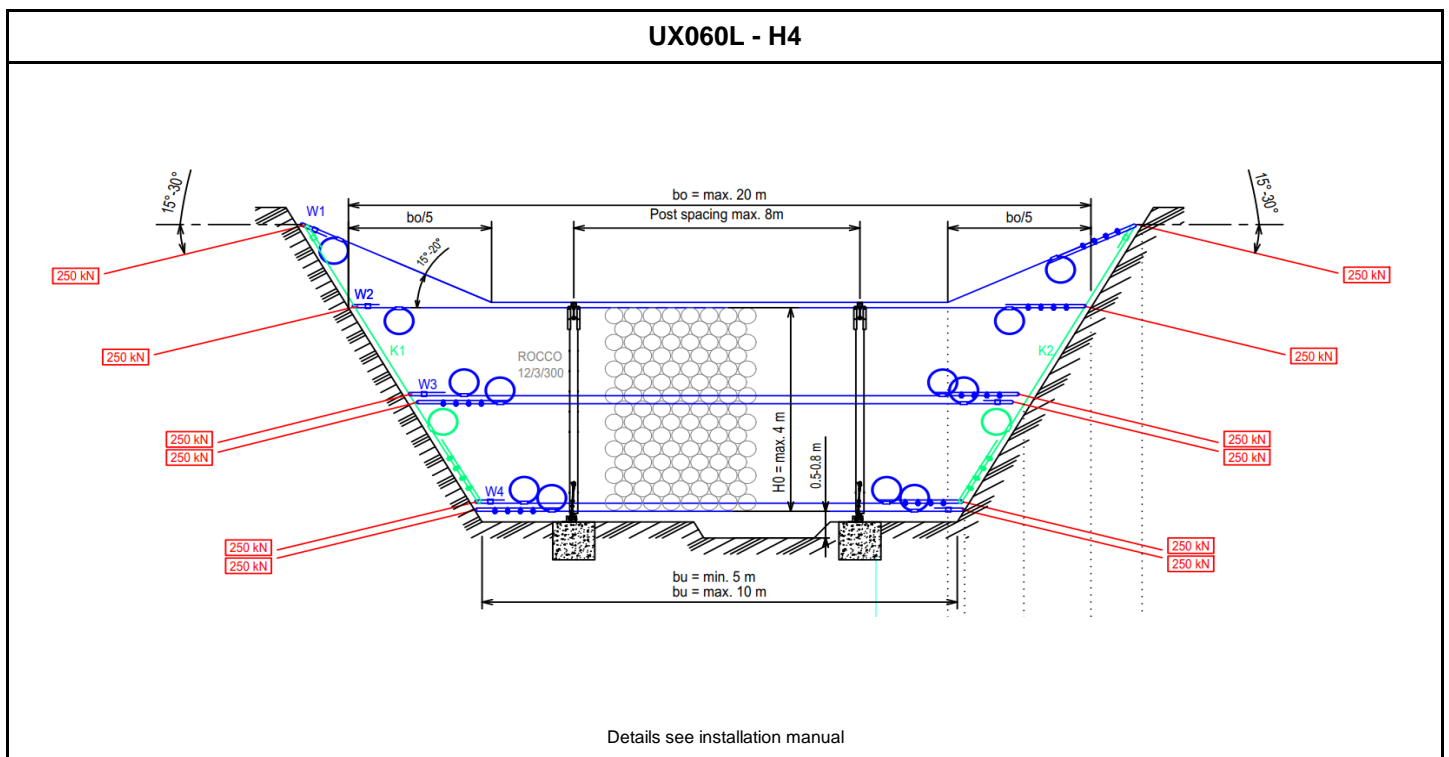 UX060L - H4
15°-30°
W1
bo = max. 20 m
bo/5
Post spacing max. 8m
bo/5
15°-30°
250 kN
15°-20°
250 kN
W2
250 kN
K1
ROCCO
12/3/300
K2
250 kN
W3
H0 = max. 4 m
250 kN
250 kN
250 kN
250 kN
0.5-0.8 m
W4
250 kN
250 kN
250 kN
250 kN
bu = min. 5 m
bu = max. 10 m
Details see installation manual